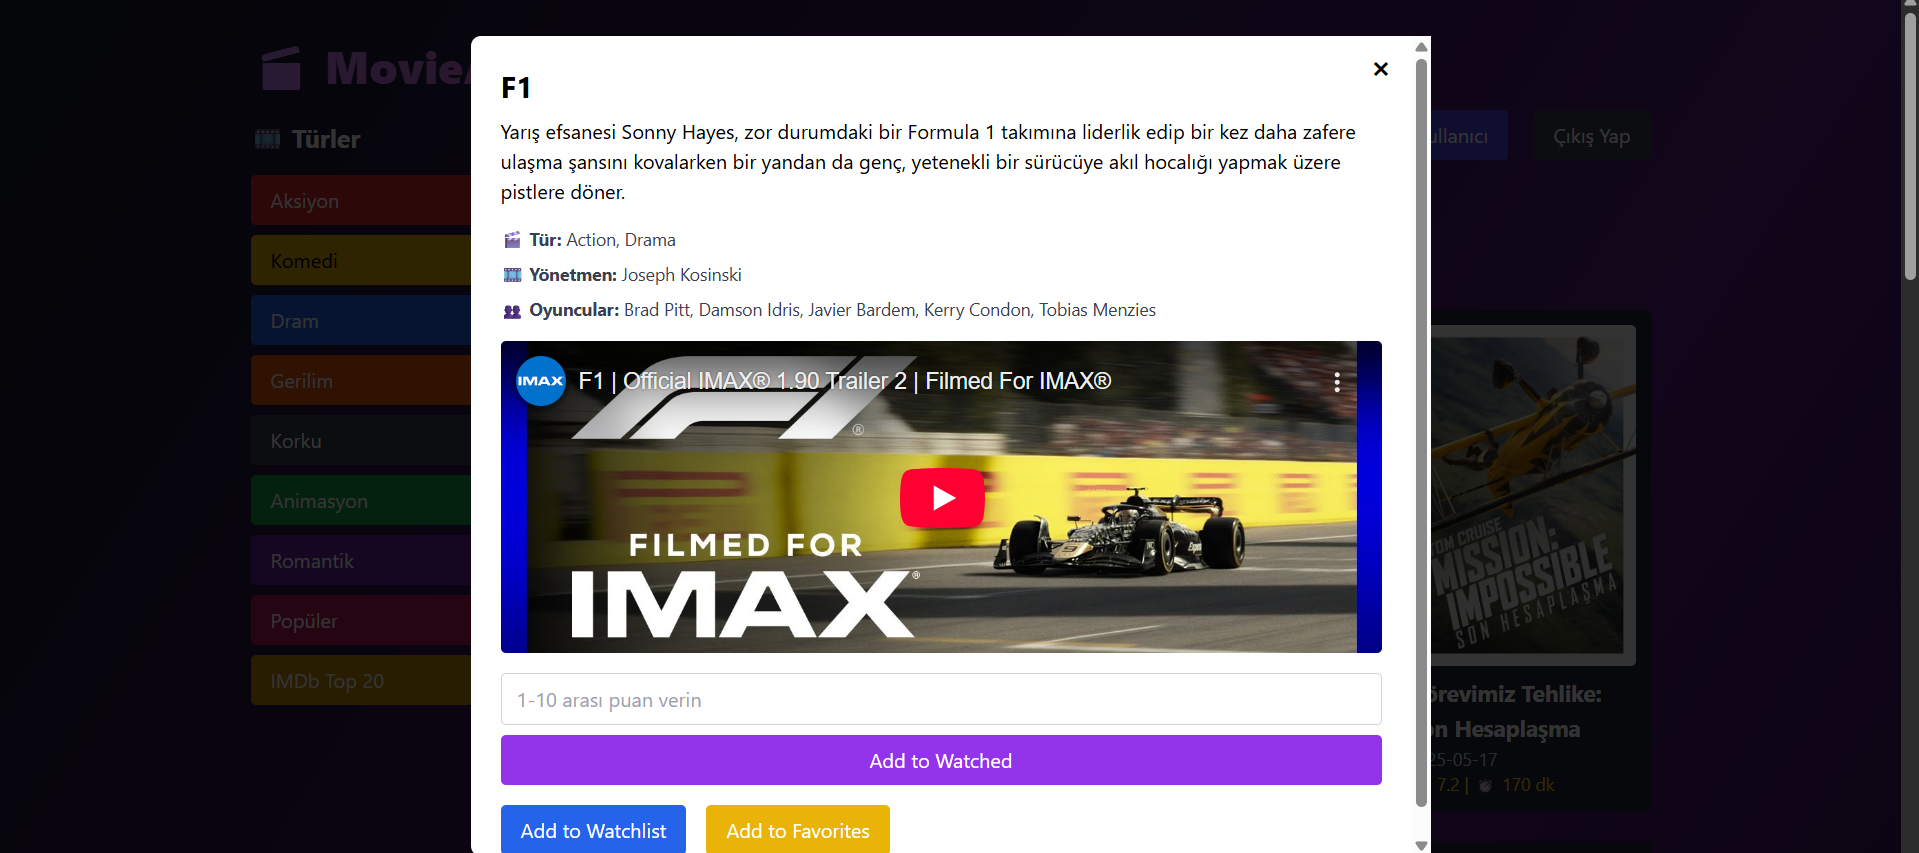 Movie
Türler
Aksiyon
Komedi
Dram
Gerilim
Korku
Animasyon
Romantik
Popüler
IMDb Top 20
F1
Yarış efsanesi Sonny Hayes, zor durumdaki bir Formula 1 takımına liderlik edip bir kez daha zafere
ulaşma şansını kovalarken bir yandan da genç, yetenekli bir sürücüye akıl hocalığı yapmak üzere
pistlere döner.
Tür: Action, Drama
Yönetmen: Joseph Kosinski
Oyuncular: Brad Pitt, Damson Idris, Javier Bardem, Kerry Condon, Tobias Menzies
IMAX F1 | Official IMAX® 1.90 Trailer 2 | Filmed For IMAX®
F1®
FILMED FOR
IMAX®
1-10 arası puan verin
Add to Watched
Add to Watchlist Add to Favorites
ullanıcı Çıkış Yap
TOM CRUISE
MISSION:
IMPOSSIBLE
SON HESAPLAŞMA
örevimiz Tehlike:
on Hesaplaşma
25-05-17
7.2 | 170 dk